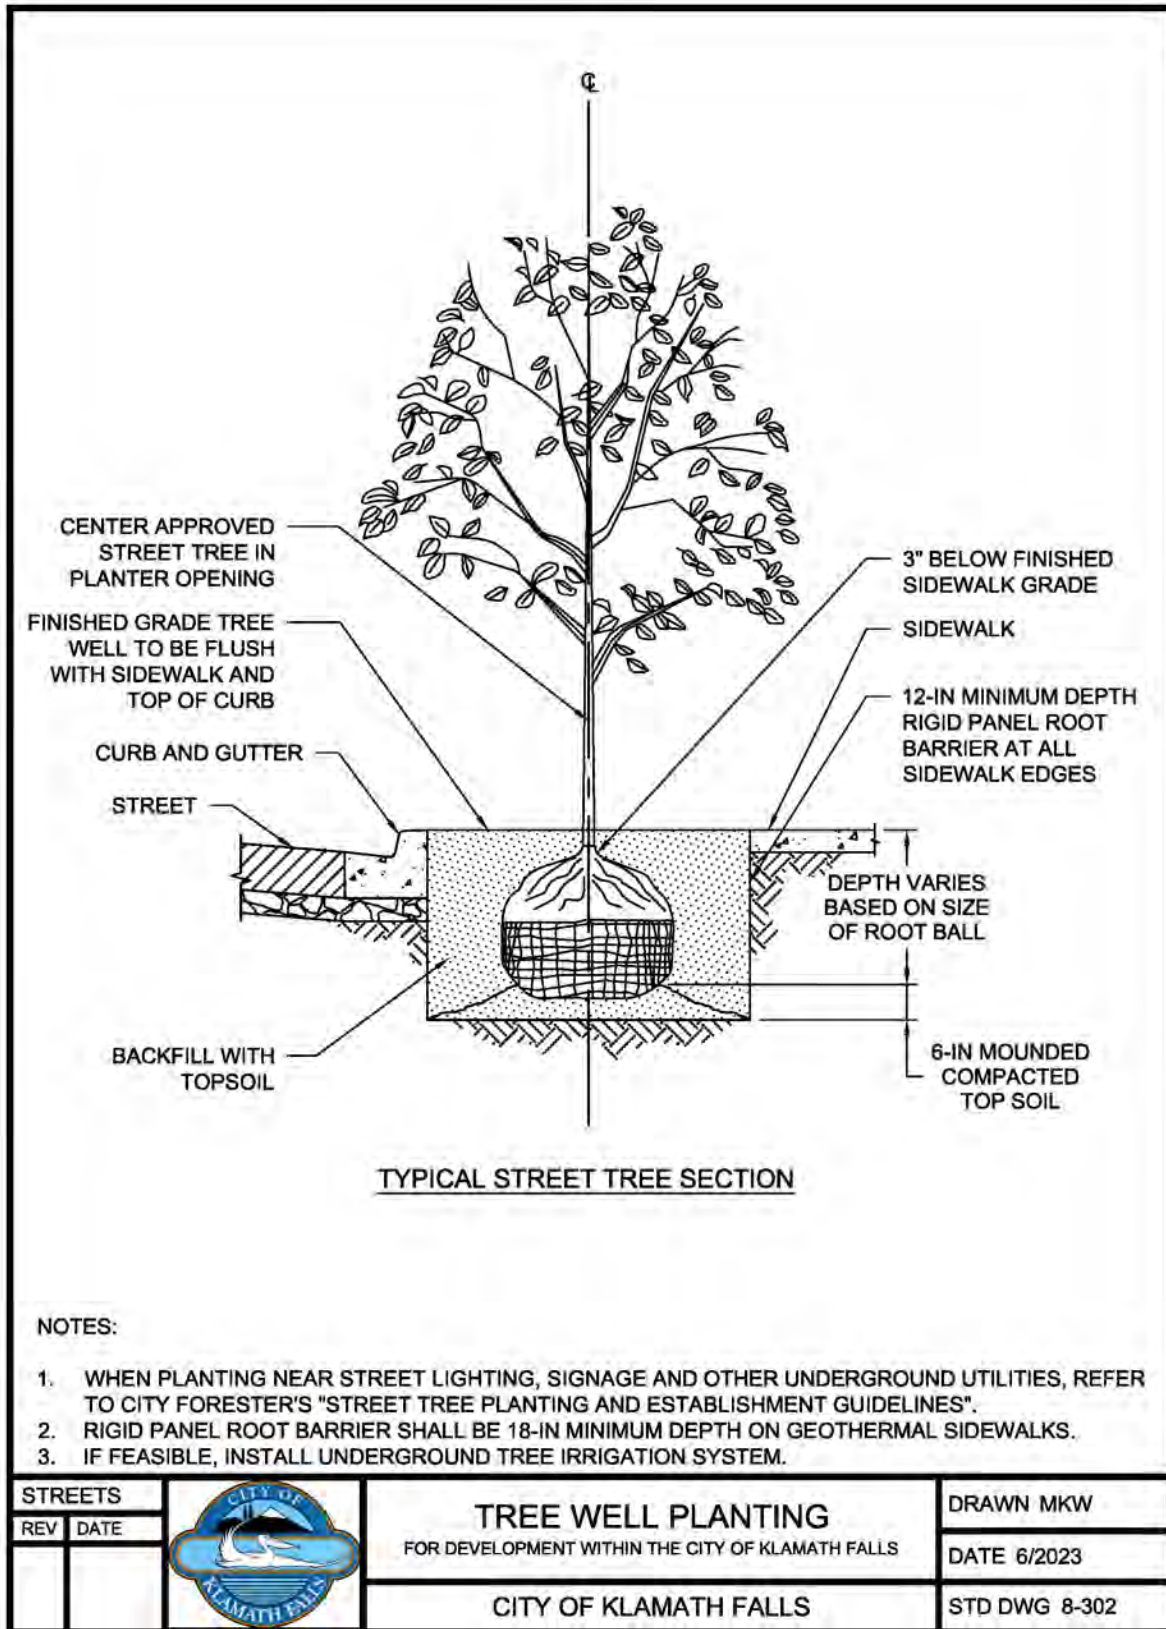 ℄
CENTER APPROVED
STREET TREE IN
PLANTER OPENING
FINISHED GRADE TREE
WELL TO BE FLUSH
WITH SIDEWALK AND
TOP OF CURB
CURB AND GUTTER
STREET
BACKFILL WITH
TOPSOIL
3" BELOW FINISHED
SIDEWALK GRADE
SIDEWALK
12-IN MINIMUM DEPTH
RIGID PANEL ROOT
BARRIER AT ALL
SIDEWALK EDGES
DEPTH VARIES
BASED ON SIZE
OF ROOT BALL
6-IN MOUNDED
COMPACTED
TOP SOIL
TYPICAL STREET TREE SECTION
NOTES:
1. WHEN PLANTING NEAR STREET LIGHTING, SIGNAGE AND OTHER UNDERGROUND UTILITIES, REFER
TO CITY FORESTER'S "STREET TREE PLANTING AND ESTABLISHMENT GUIDELINES".
2. RIGID PANEL ROOT BARRIER SHALL BE 18-IN MINIMUM DEPTH ON GEOTHERMAL SIDEWALKS.
3. IF FEASIBLE, INSTALL UNDERGROUND TREE IRRIGATION SYSTEM.
STREETS
REV DATE
CITY OF
KLAMATH FALLS
TREE WELL PLANTING
FOR DEVELOPMENT WITHIN THE CITY OF KLAMATH FALLS
CITY OF KLAMATH FALLS
DRAWN MKW
DATE 6/2023
STD DWG 8-302